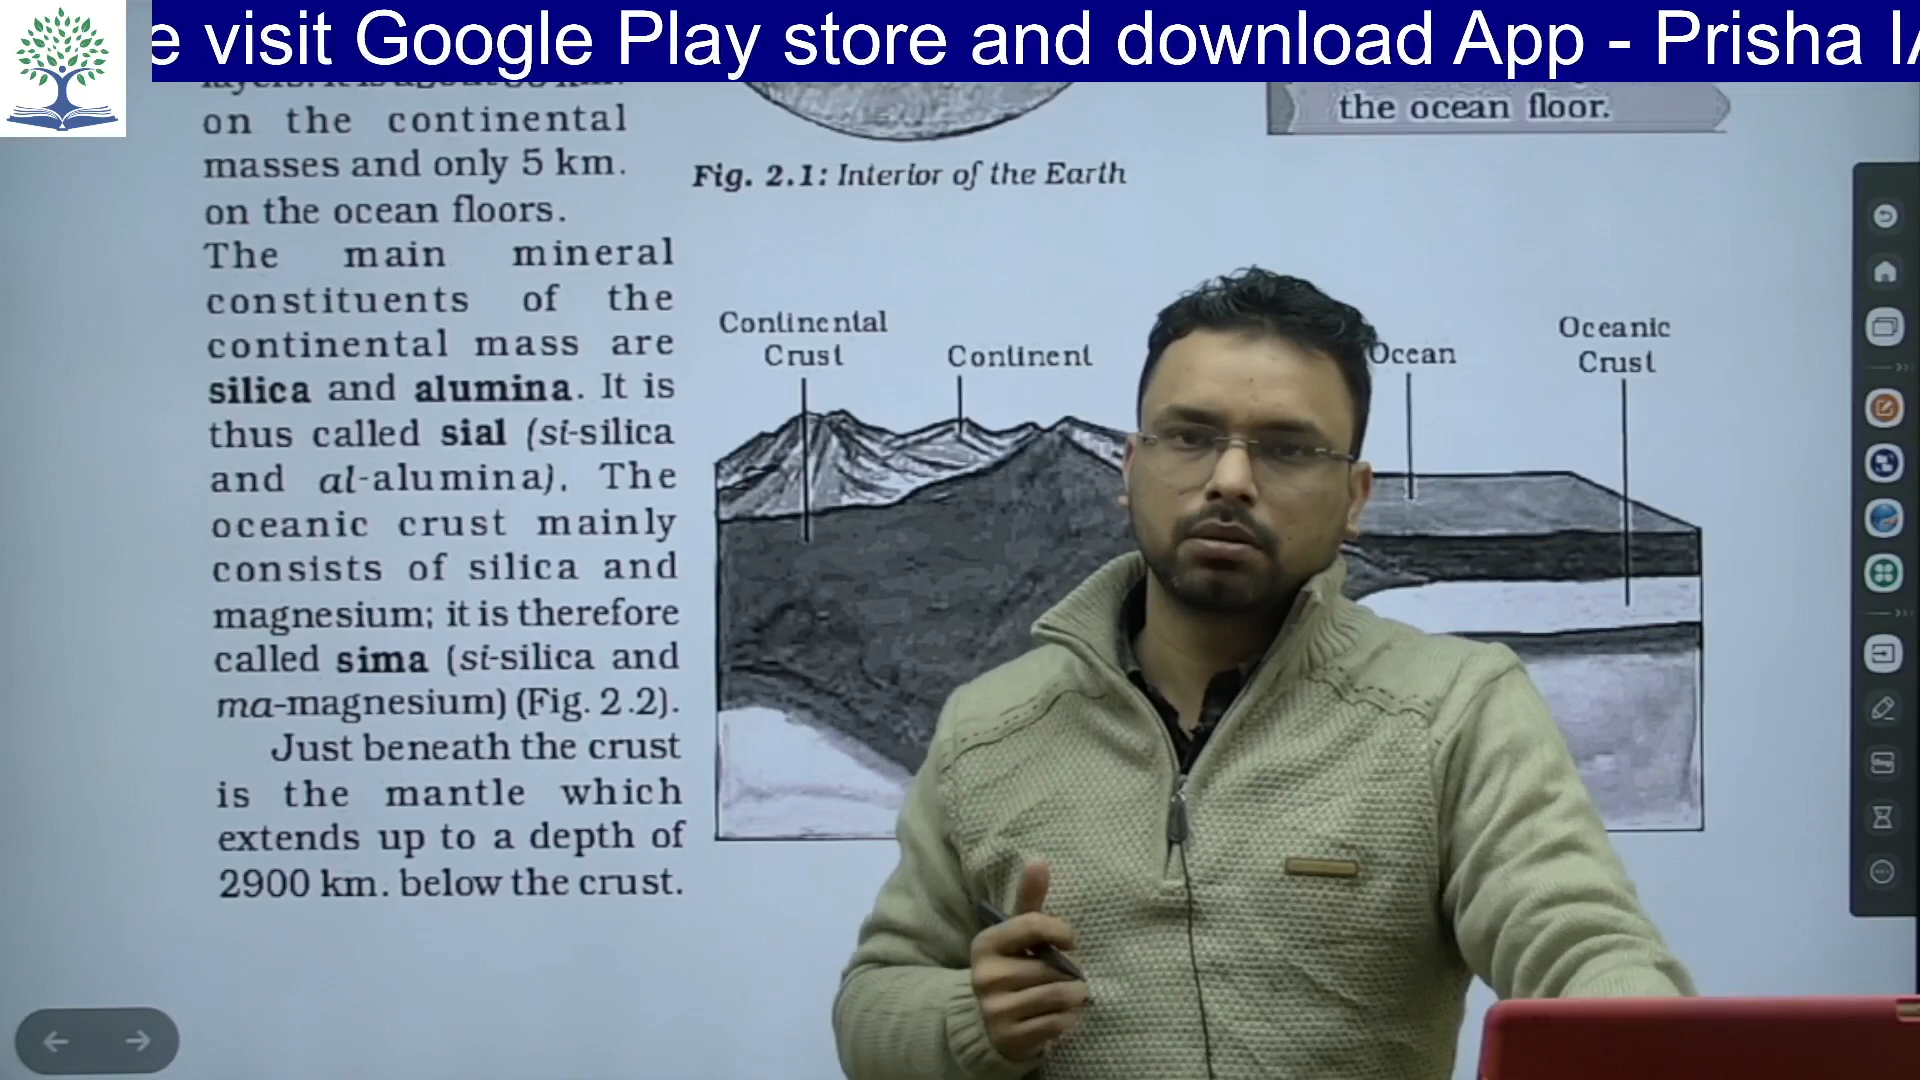 e visit Google Play store and download App - Prisha IA
on the continental
masses and only 5 km.
on the ocean floors.
The main mineral
constituents of the
continental mass are
silica and alumina. It is
thus called sial (si-silica
and al-alumina). The
oceanic crust mainly
consists of silica and
magnesium; it is therefore
called sima (si-silica and
ma-magnesium) (Fig. 2.2).
Just beneath the crust
is the mantle which
extends up to a depth of
2900 km. below the crust.
the ocean floor.
Fig. 2.1: Interior of the Earth
Continental
Crust
Continent
Ocean
Oceanic
Crust